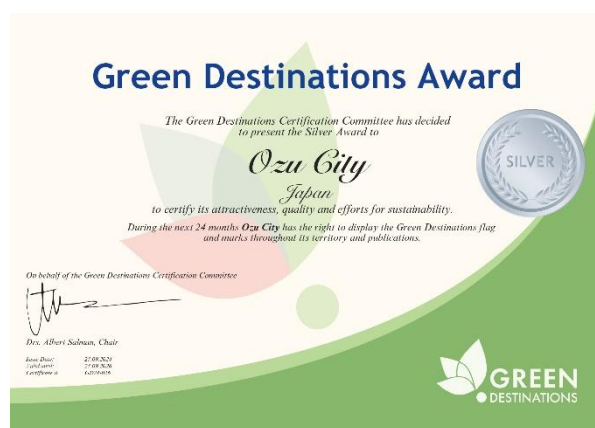 Green Destinations Award
The Green Destinations Certification Committee has decided
to present the Silver Award to
Ozu City
Japan
SILVER
to certify its attractiveness, quality and efforts for sustainability.
During the next 24 months Ozu City has the right to display the Green Destinations flag
and marks throughout its territory and publications.
On behalf of the Green Destinations Certification Committee
Drs. Albert Salman, Chair
Issue Date:
GREEN
DESTINATIONS